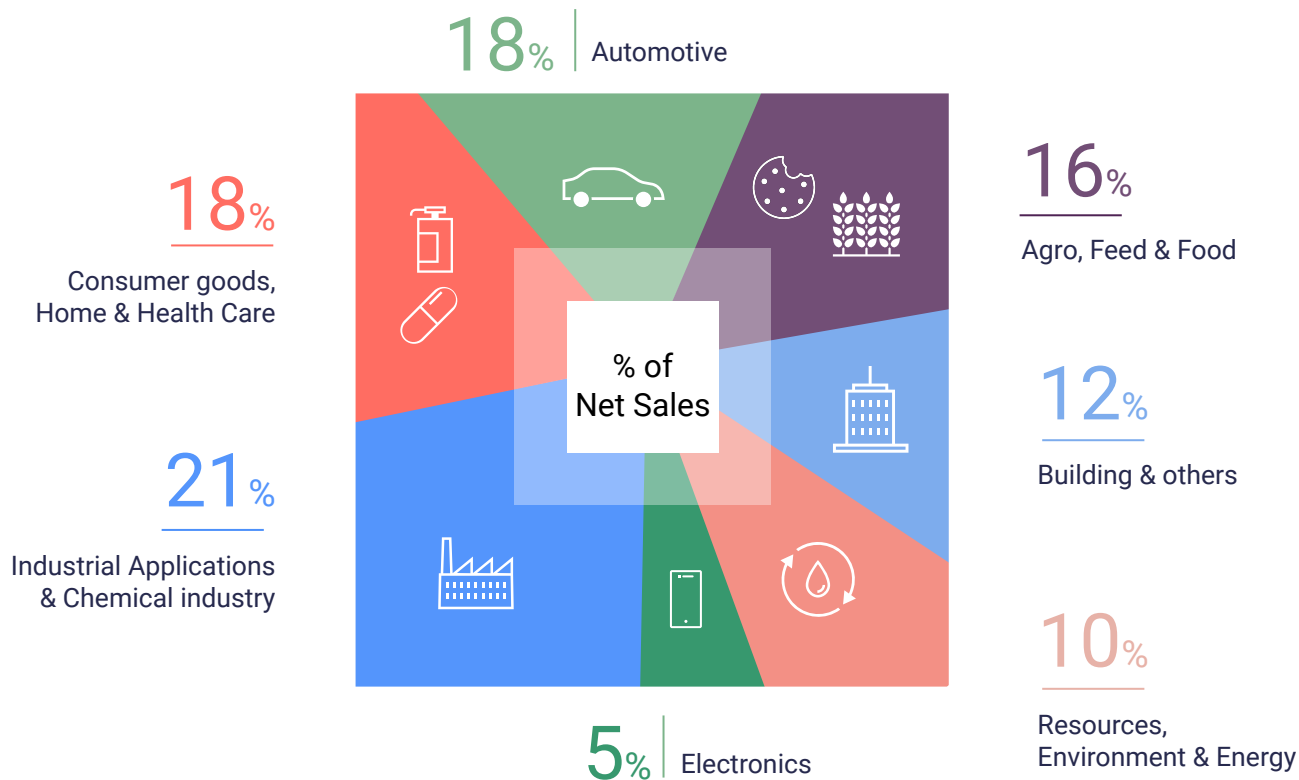 18%
Automotive
18%
Consumer goods,
Home & Health Care
21%
Industrial Applications
& Chemical industry
% of
Net Sales
16%
Agro, Feed & Food
12%
Building & others
10%
Resources,
Environment & Energy
5%
Electronics